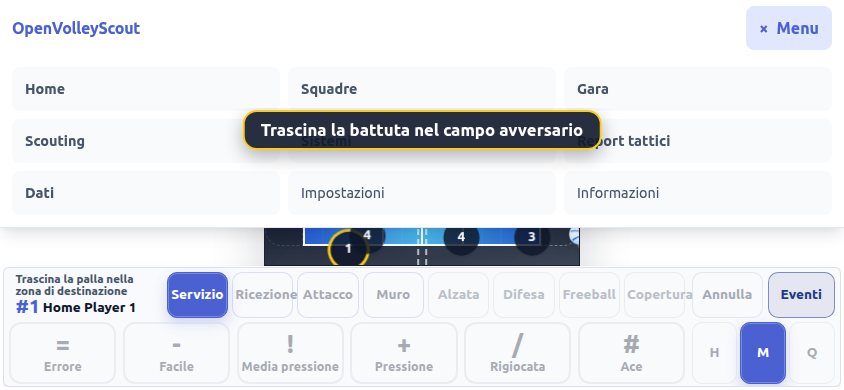 OpenVolleyScout
× Menu
Home Squadre Gara
Trascina la battuta nel campo avversario
Scouting Sistemi Report tattici
Dati Impostazioni Informazioni
4 4 3
1
Trascina la palla nella
zona di destinazione
#1 Home Player 1
Servizio Ricezione Attacco Muro Alzata Difesa Freeball Copertura Annulla Eventi
= - ! + / #
Errore Facile Media pressione Pressione Rigiocata Ace
H M Q